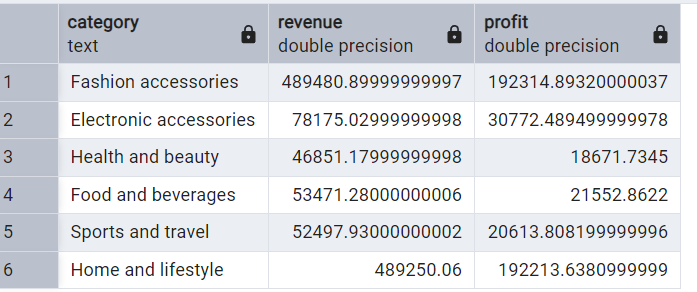 category revenue profit
text double precision double precision
1 Fashion accessories 489480.89999999997 192314.89320000037
2 Electronic accessories 78175.02999999998 30772.489499999978
3 Health and beauty 46851.17999999998 18671.7345
4 Food and beverages 53471.28000000006 21552.8622
5 Sports and travel 52497.93000000002 20613.808199999996
6 Home and lifestyle 489250.06 192213.6380999999